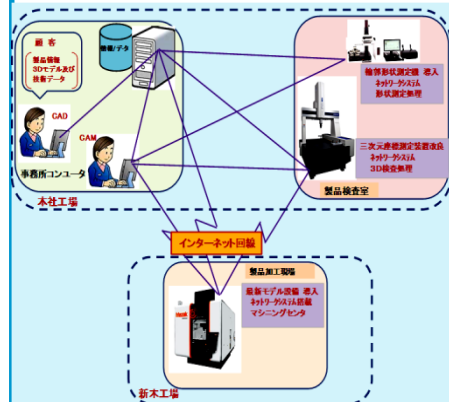 顧 客
製品情報
3Dモデル及び
技術データ
機備/データ
CAD
CAM
事務所コンユータ
本社工場
輪郭形状測定機 導入
ネットワークシステム
形状測定処理
三次元座標測定装置改良
ネットワークシステム
3D検査処理
製品検査室
インターネット回線
製品加工現場
最新モデル設備 導入
ネットワークシステム搭載
マシニングセンタ
新木工場